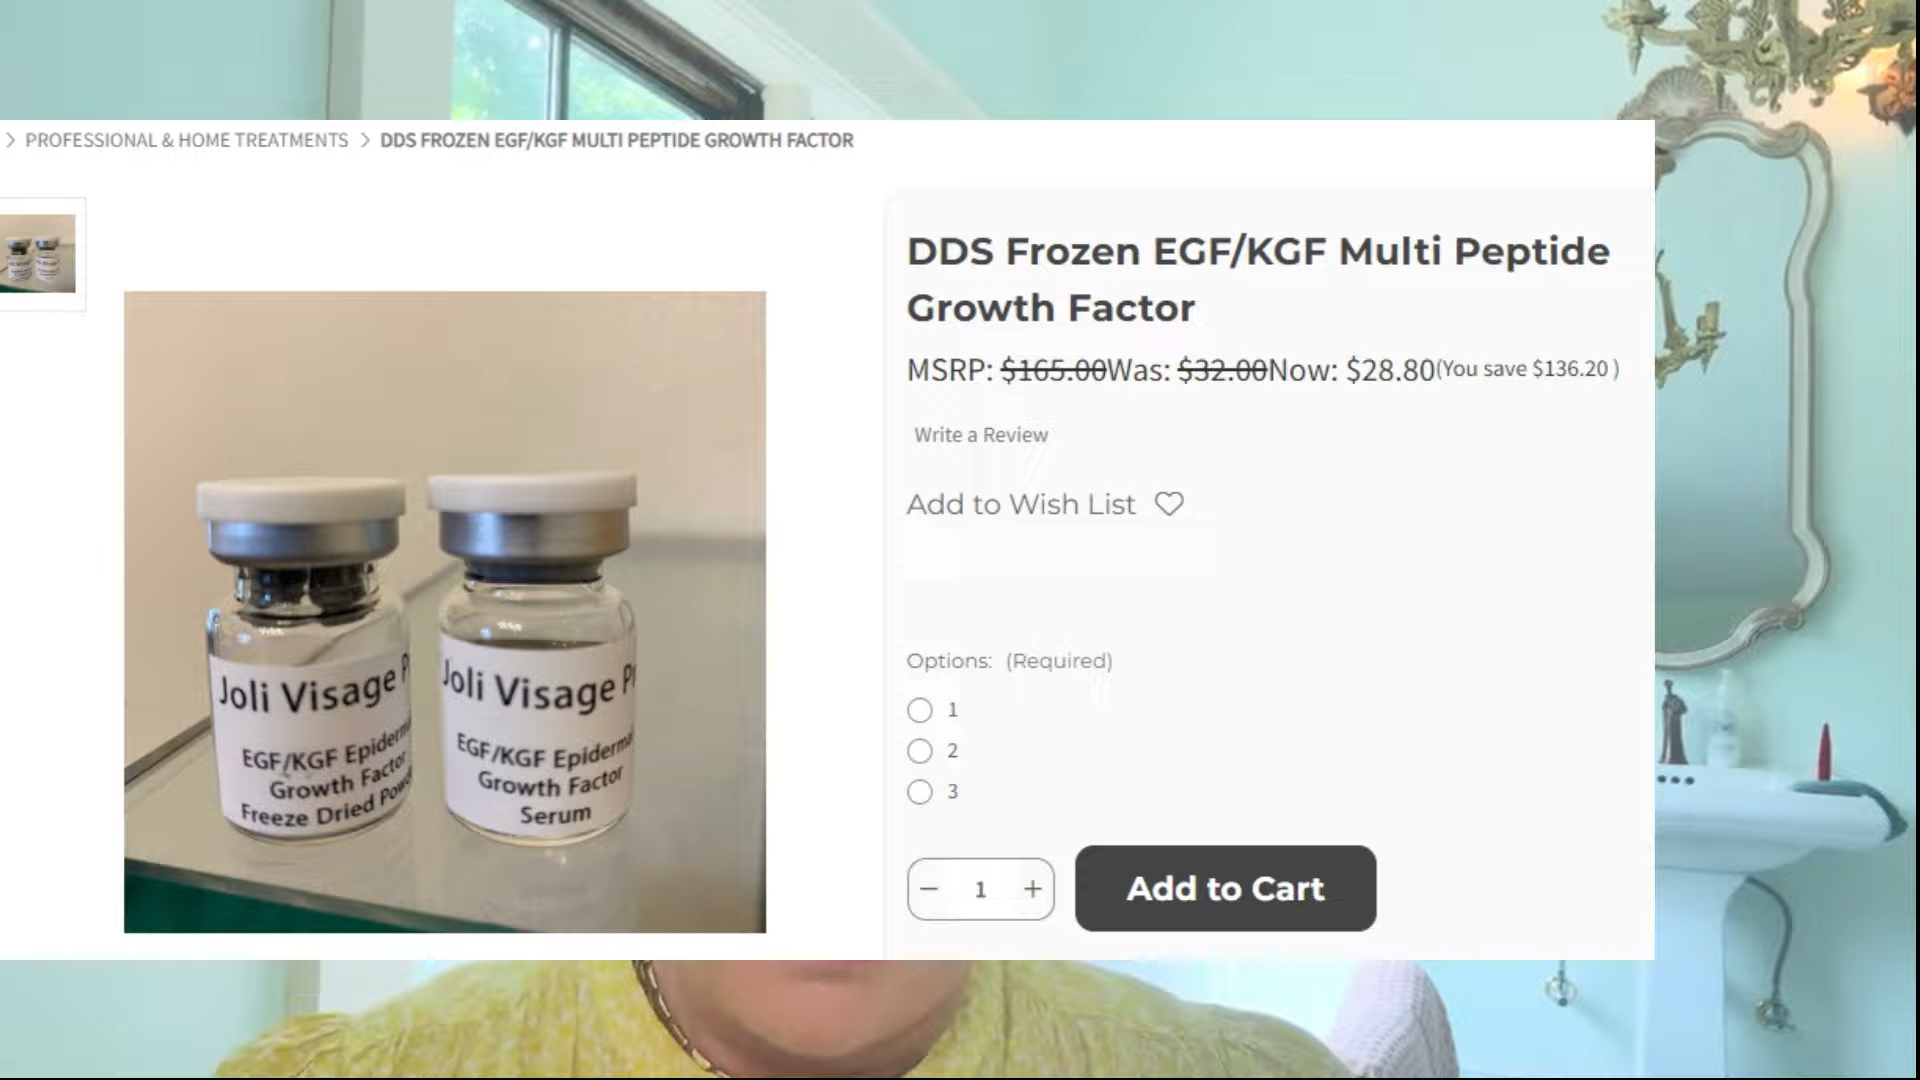 PROFESSIONAL & HOME TREATMENTS > DDS FROZEN EGF/KGF MULTI PEPTIDE GROWTH FACTOR
DDS Frozen EGF/KGF Multi Peptide
Growth Factor
MSRP: $165.00Was: $32.00Now: $28.80(You save $136.20 )
Write a Review
Add to Wish List
Options: (Required)
1
2
3
1
Add to Cart
Joli Visage
EGF/KGF
Growth Factor
Freeze Dried
Joli Visage
EGF/KGF
Growth Factor
Serum